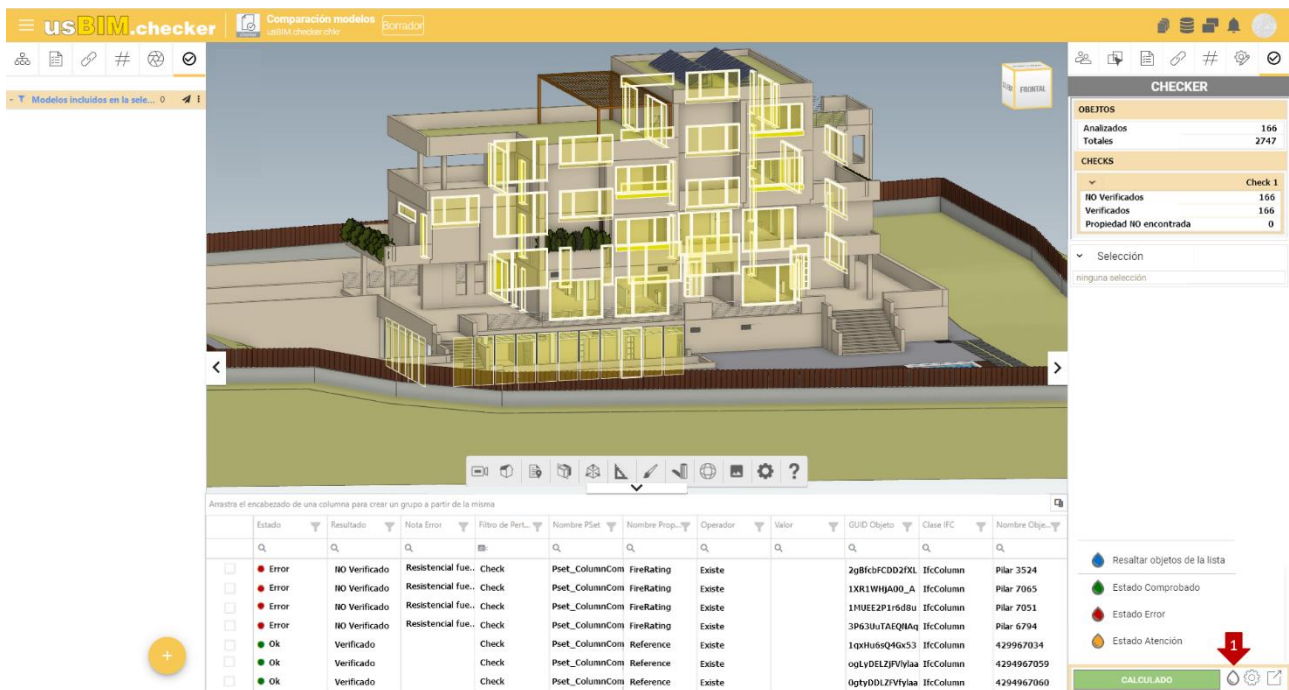 usBIM.checker
Comparación modelos
usBIM.checker.chkr
Borrador
- T Modelos incluidos en la sele... 0
FRONTAL
CHECKER
OBEJTOS
Analizados 166
Totales 2747
CHECKS
Check 1
NO Verificados 166
Verificados 166
Propiedad NO encontrada 0
Selección
ninguna selección
Arrastra el encabezado de una columna para crear un grupo a partir de la misma
Estado Resultado Nota Error Filtro de Pert... Nombre PSet Nombre Prop... Operador Valor GUID Objeto Clase IFC Nombre Obje...
Error NO Verificado Resistencial fue.. Check Pset_ColumnCom FireRating Existe 2gBfcbFCDD2fXL IfcColumn Pilar 3524
Error NO Verificado Resistencial fue.. Check Pset_ColumnCom FireRating Existe 1XR1WHjA00_A IfcColumn Pilar 7065
Error NO Verificado Resistencial fue.. Check Pset_ColumnCom FireRating Existe 1MUEE2P1r6d8u IfcColumn Pilar 7051
Error NO Verificado Resistencial fue.. Check Pset_ColumnCom FireRating Existe 3P63UuTAEQNAq IfcColumn Pilar 6794
Ok Verificado Check Pset_ColumnCom Reference Existe 1qxHu6sQ4Gx53 IfcColumn 429967034
Ok Verificado Check Pset_ColumnCom Reference Existe ogLyDELZJFVlylaa IfcColumn 4294967059
Ok Verificado Check Pset_ColumnCom Reference Existe 0gtyDDLZFVfylaa IfcColumn 4294967060
Resaltar objetos de la lista
Estado Comprobado
Estado Error
Estado Atención
1
CALCULADO